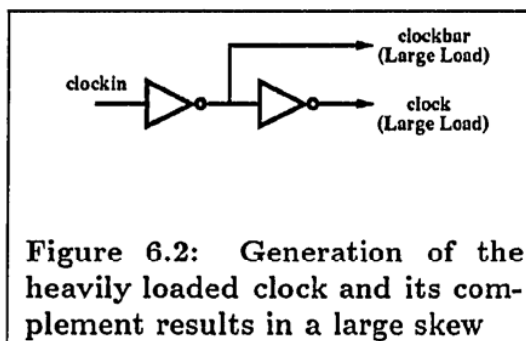 clockbar
(Large Load)
clockin
clock
(Large Load)
Figure 6.2: Generation of the
heavily loaded clock and its com-
plement results in a large skew